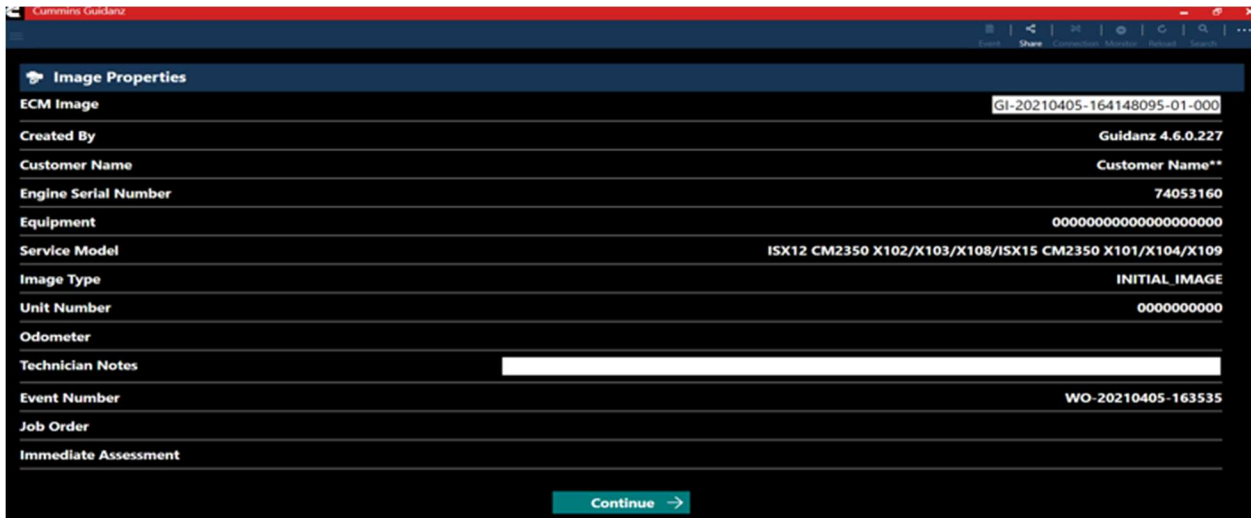 Cummins Guidanz
Event Share Connection Monitor Reload Search
Image Properties
ECM Image GI-20210405-164148095-01-000
Created By Guidanz 4.6.0.227
Customer Name Customer Name**
Engine Serial Number 74053160
Equipment 00000000000000000000
Service Model ISX12 CM2350 X102/X103/X108/ISX15 CM2350 X101/X104/X109
Image Type INITIAL_IMAGE
Unit Number 0000000000
Odometer
Technician Notes
Event Number WO-20210405-163535
Job Order
Immediate Assessment
Continue →